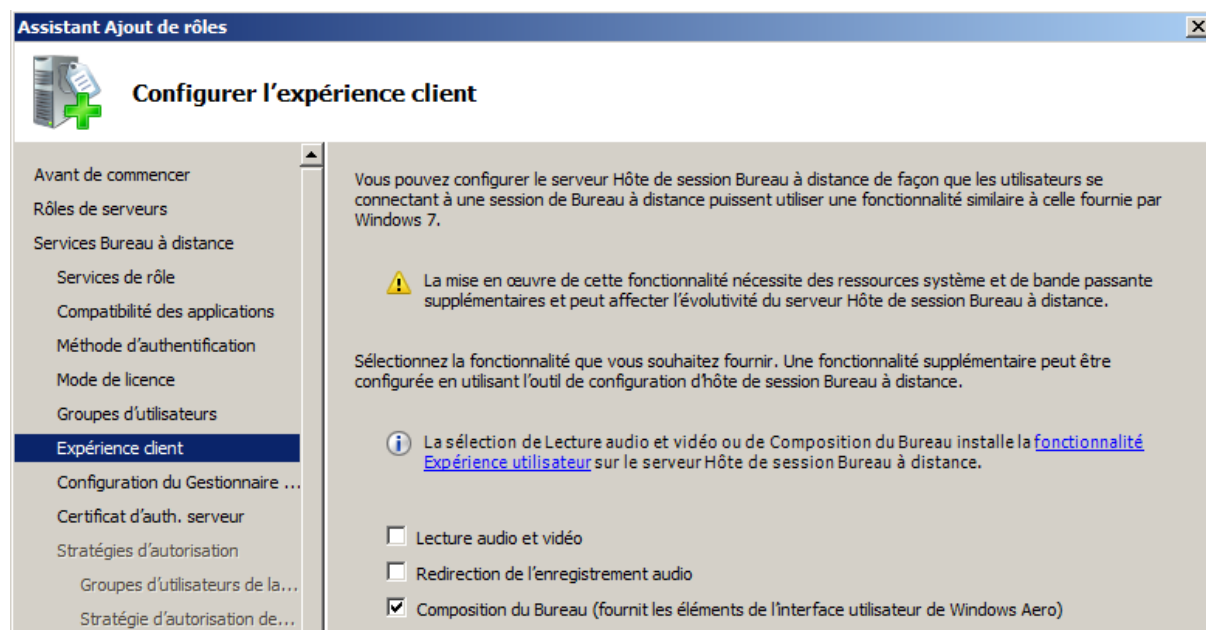 Assistant Ajout de rôles
Configurer l'expérience client
Avant de commencer
Rôles de serveurs
Services Bureau à distance
Services de rôle
Compatibilité des applications
Méthode d'authentification
Mode de licence
Groupes d'utilisateurs
Expérience client
Configuration du Gestionnaire ...
Certificat d'auth. serveur
Stratégies d'autorisation
Groupes d'utilisateurs de la...
Stratégie d'autorisation de...
Vous pouvez configurer le serveur Hôte de session Bureau à distance de façon que les utilisateurs se
connectant à une session de Bureau à distance puissent utiliser une fonctionnalité similaire à celle fournie par
Windows 7.
La mise en œuvre de cette fonctionnalité nécessite des ressources système et de bande passante
supplémentaires et peut affecter l'évolutivité du serveur Hôte de session Bureau à distance.
Sélectionnez la fonctionnalité que vous souhaitez fournir. Une fonctionnalité supplémentaire peut être
configurée en utilisant l'outil de configuration d'hôte de session Bureau à distance.
La sélection de Lecture audio et vidéo ou de Composition du Bureau installe la fonctionnalité
Expérience utilisateur sur le serveur Hôte de session Bureau à distance.
Lecture audio et vidéo
Redirection de l'enregistrement audio
Composition du Bureau (fournit les éléments de l'interface utilisateur de Windows Aero)